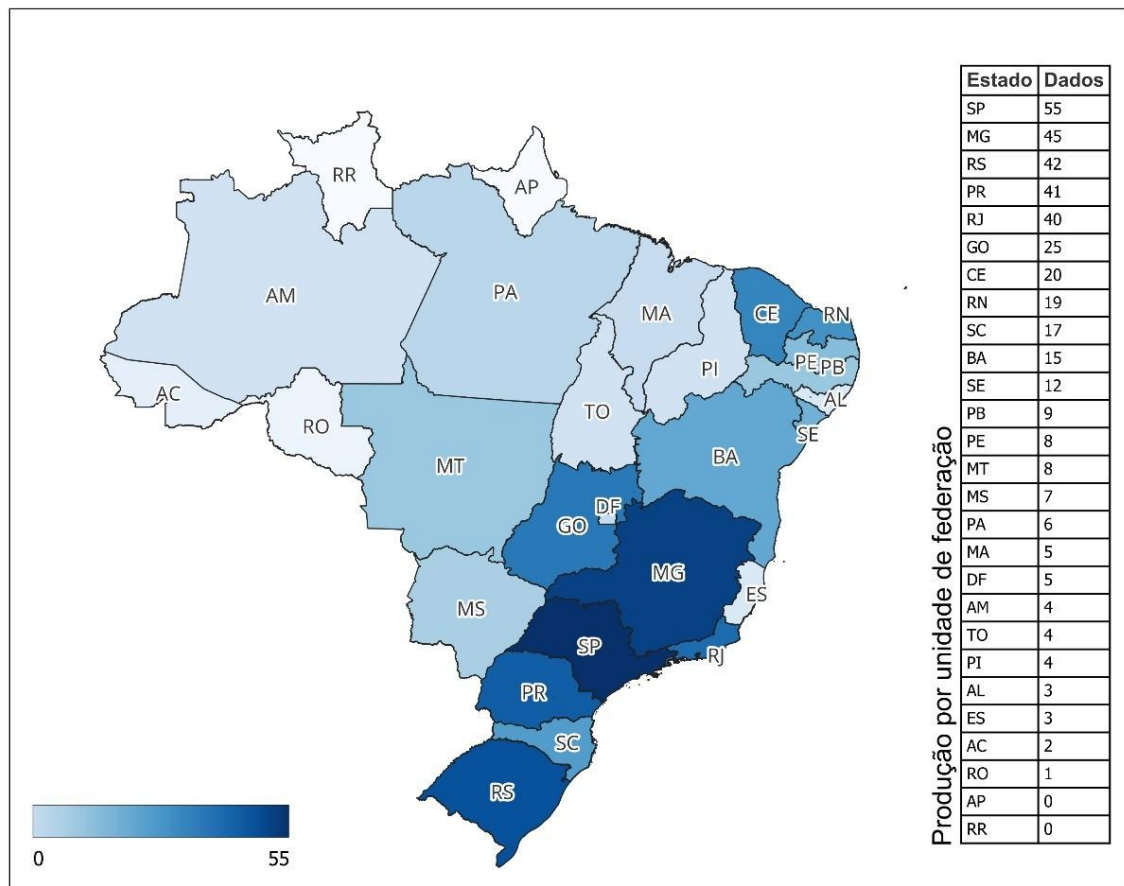 RR
AP
AM
PA
MA
CE
RN
PI
PE
PB
AC
AL
TO
SE
RO
BA
MT
DF
GO
MG
ES
MS
SP
RJ
PR
SC
RS
0 55
Produção por unidade de federação
Estado Dados
SP 55
MG 45
RS 42
PR 41
RJ 40
GO 25
CE 20
RN 19
SC 17
BA 15
SE 12
PB 9
PE 8
MT 8
MS 7
PA 6
MA 5
DF 5
AM 4
TO 4
PI 4
AL 3
ES 3
AC 2
RO 1
AP 0
RR 0